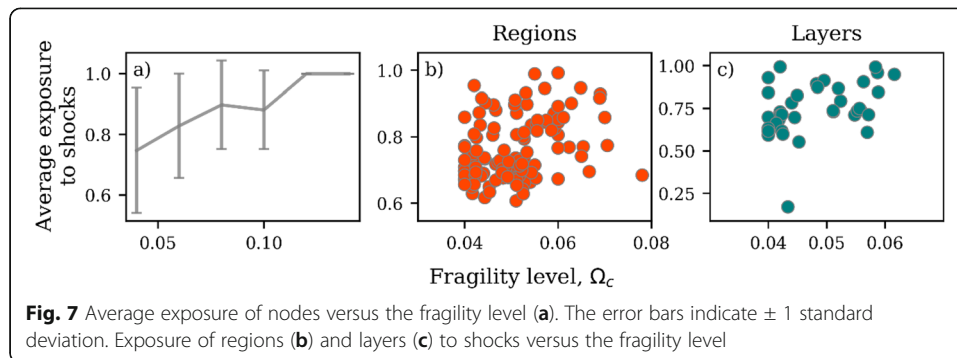 Regions
Layers
Average exposure
to shocks
a)
1.0
0.8
0.6
0.05
0.10
b)
1.0
0.8
0.6
0.04
0.06
0.08
c)
1.00
0.75
0.50
0.25
0.04
0.05
0.06
Fragility level, Ωc
Fig. 7 Average exposure of nodes versus the fragility level (a). The error bars indicate ± 1 standard
deviation. Exposure of regions (b) and layers (c) to shocks versus the fragility level